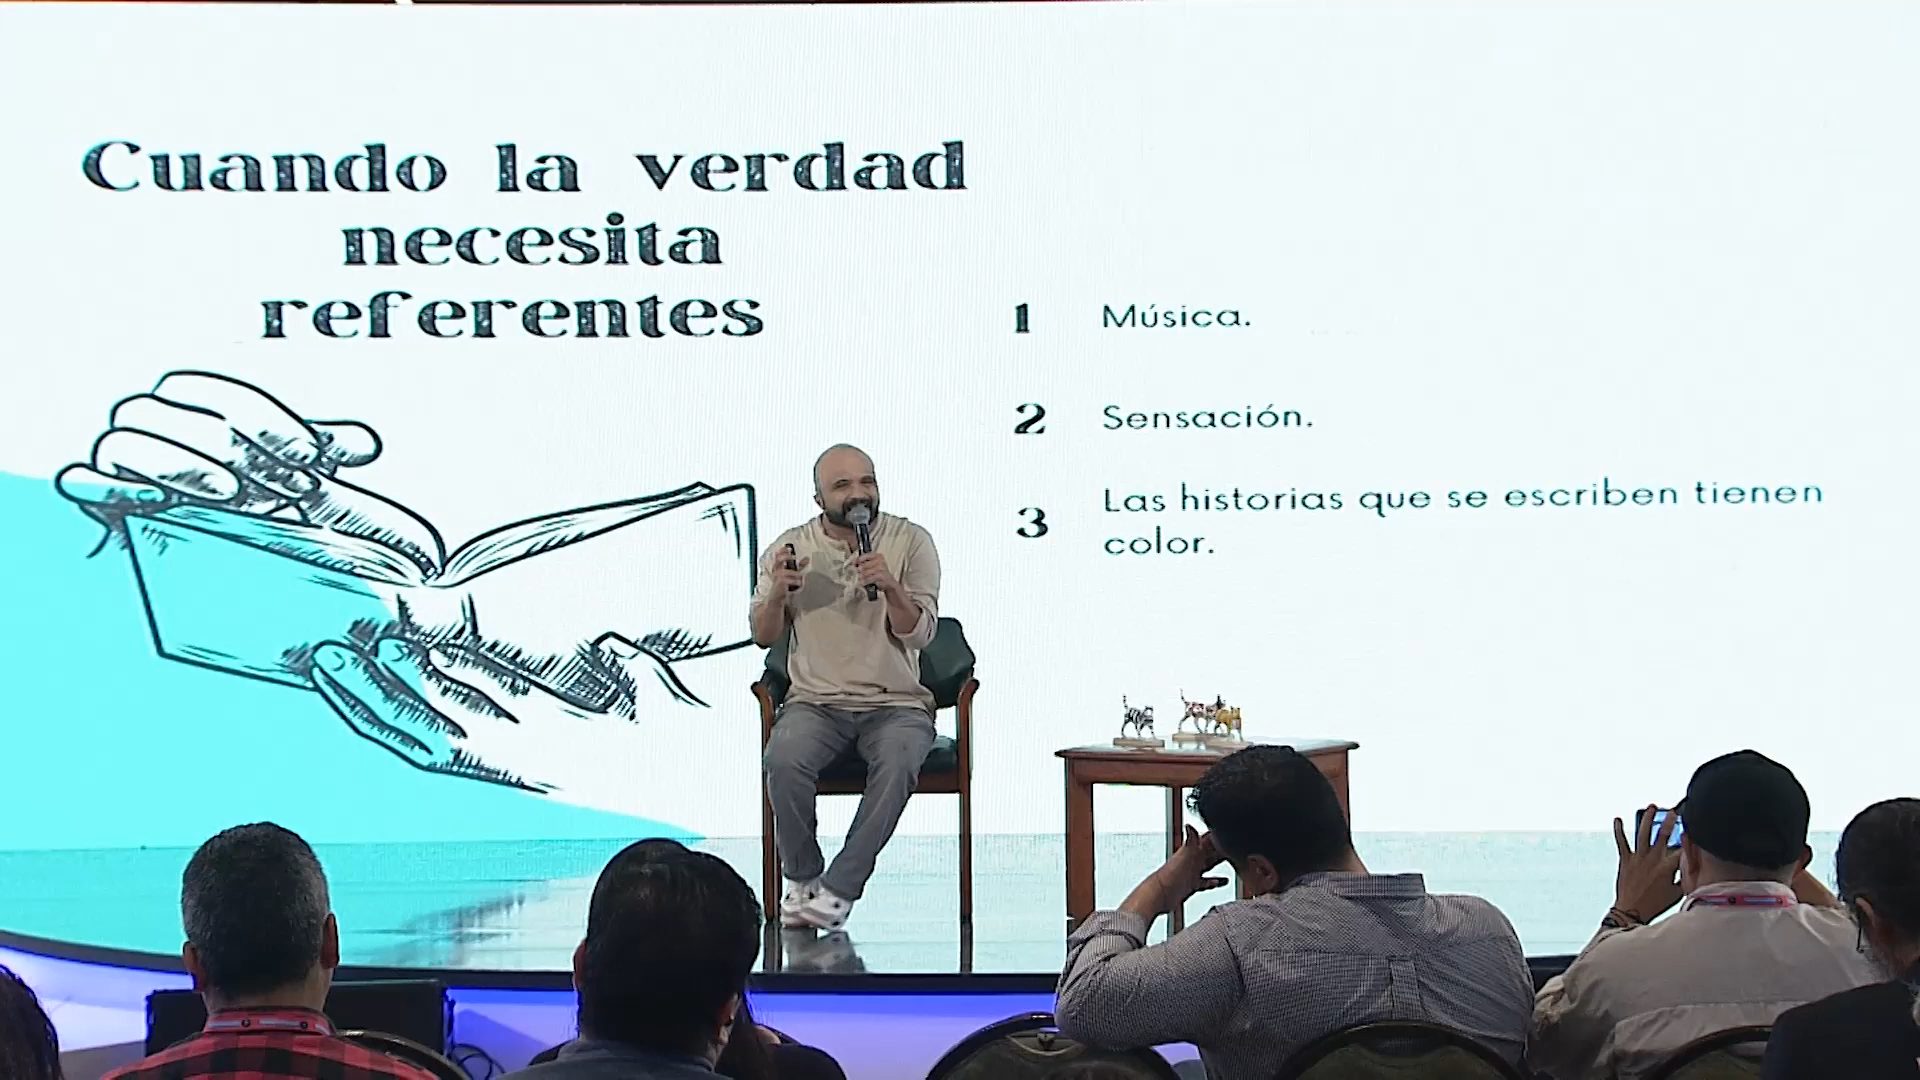 Cuando la verdad
necesita
referentes
1 Música.
2 Sensación.
3 Las historias que se escriben tienen
color.